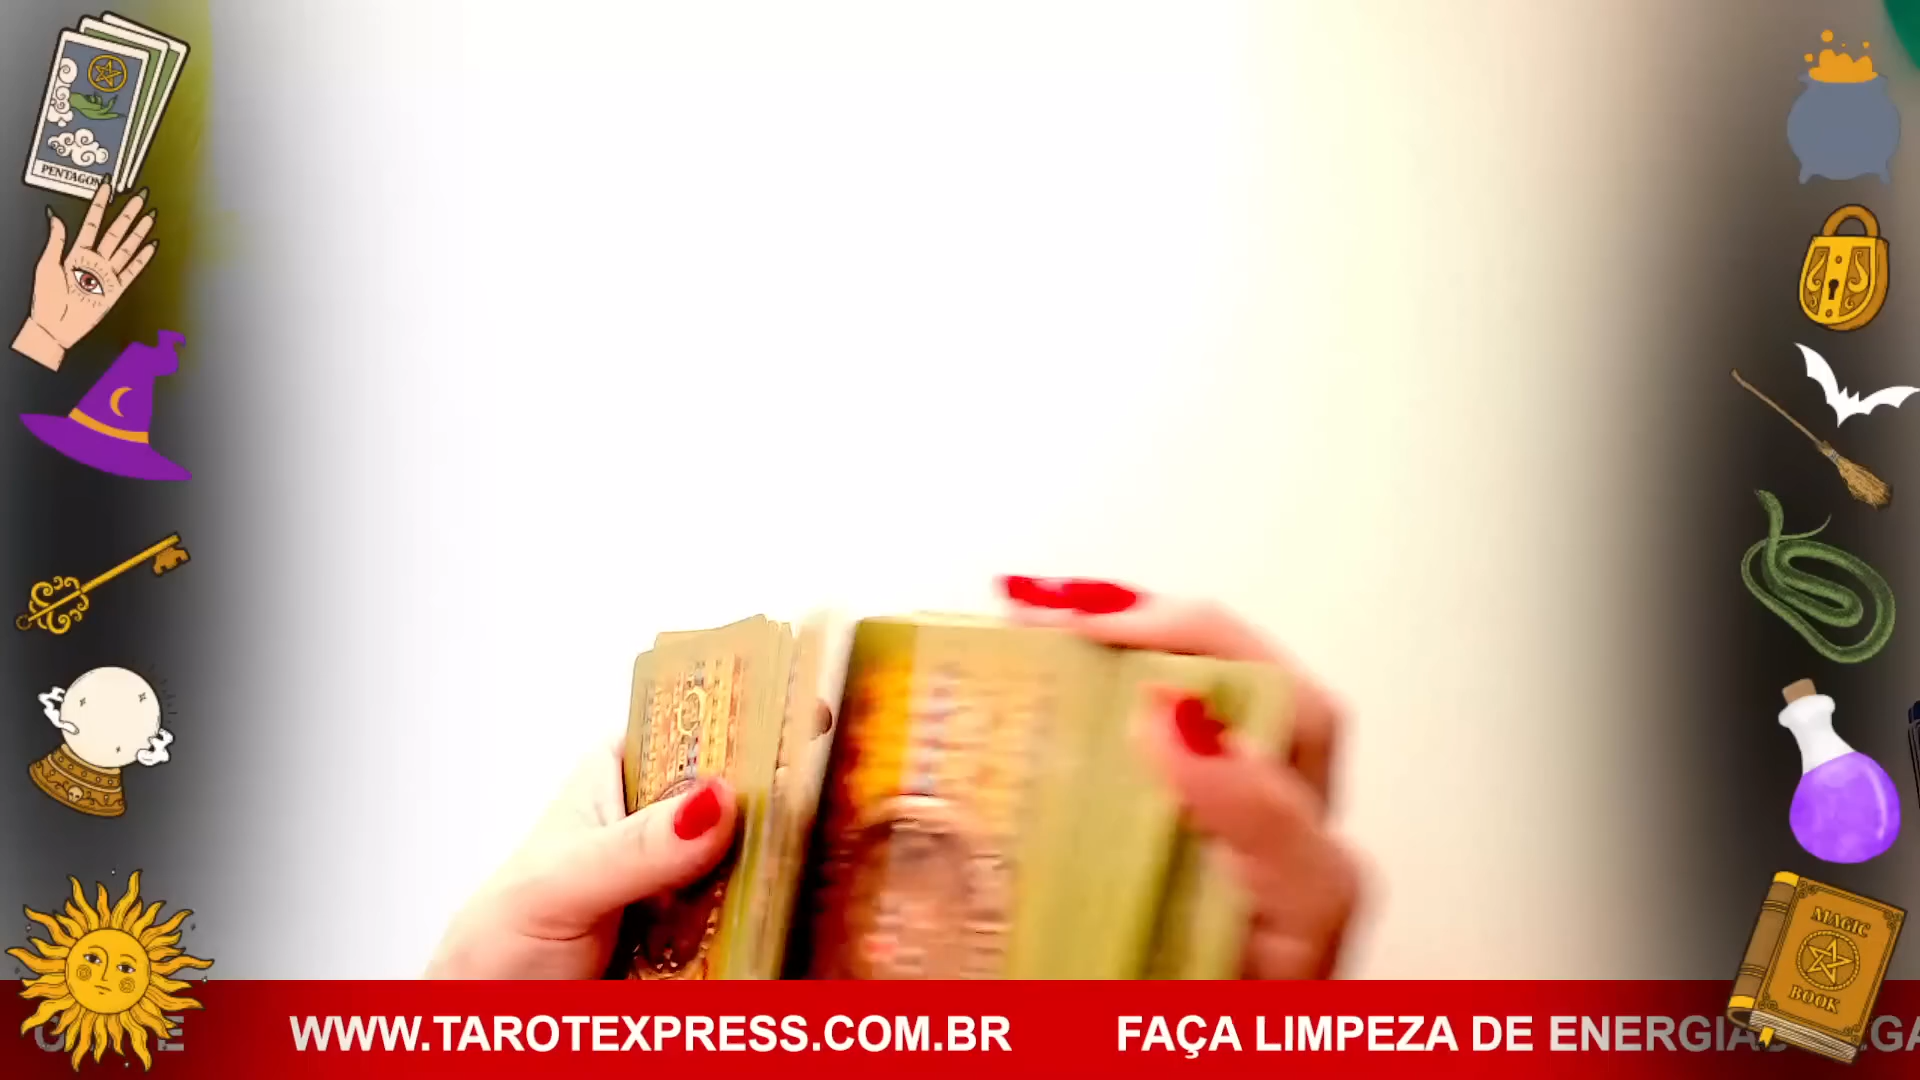 PENTAGON
MAGIC
BOOK
WWW.TAROTEXPRESS.COM.BR FAÇA LIMPEZA DE ENERGIA